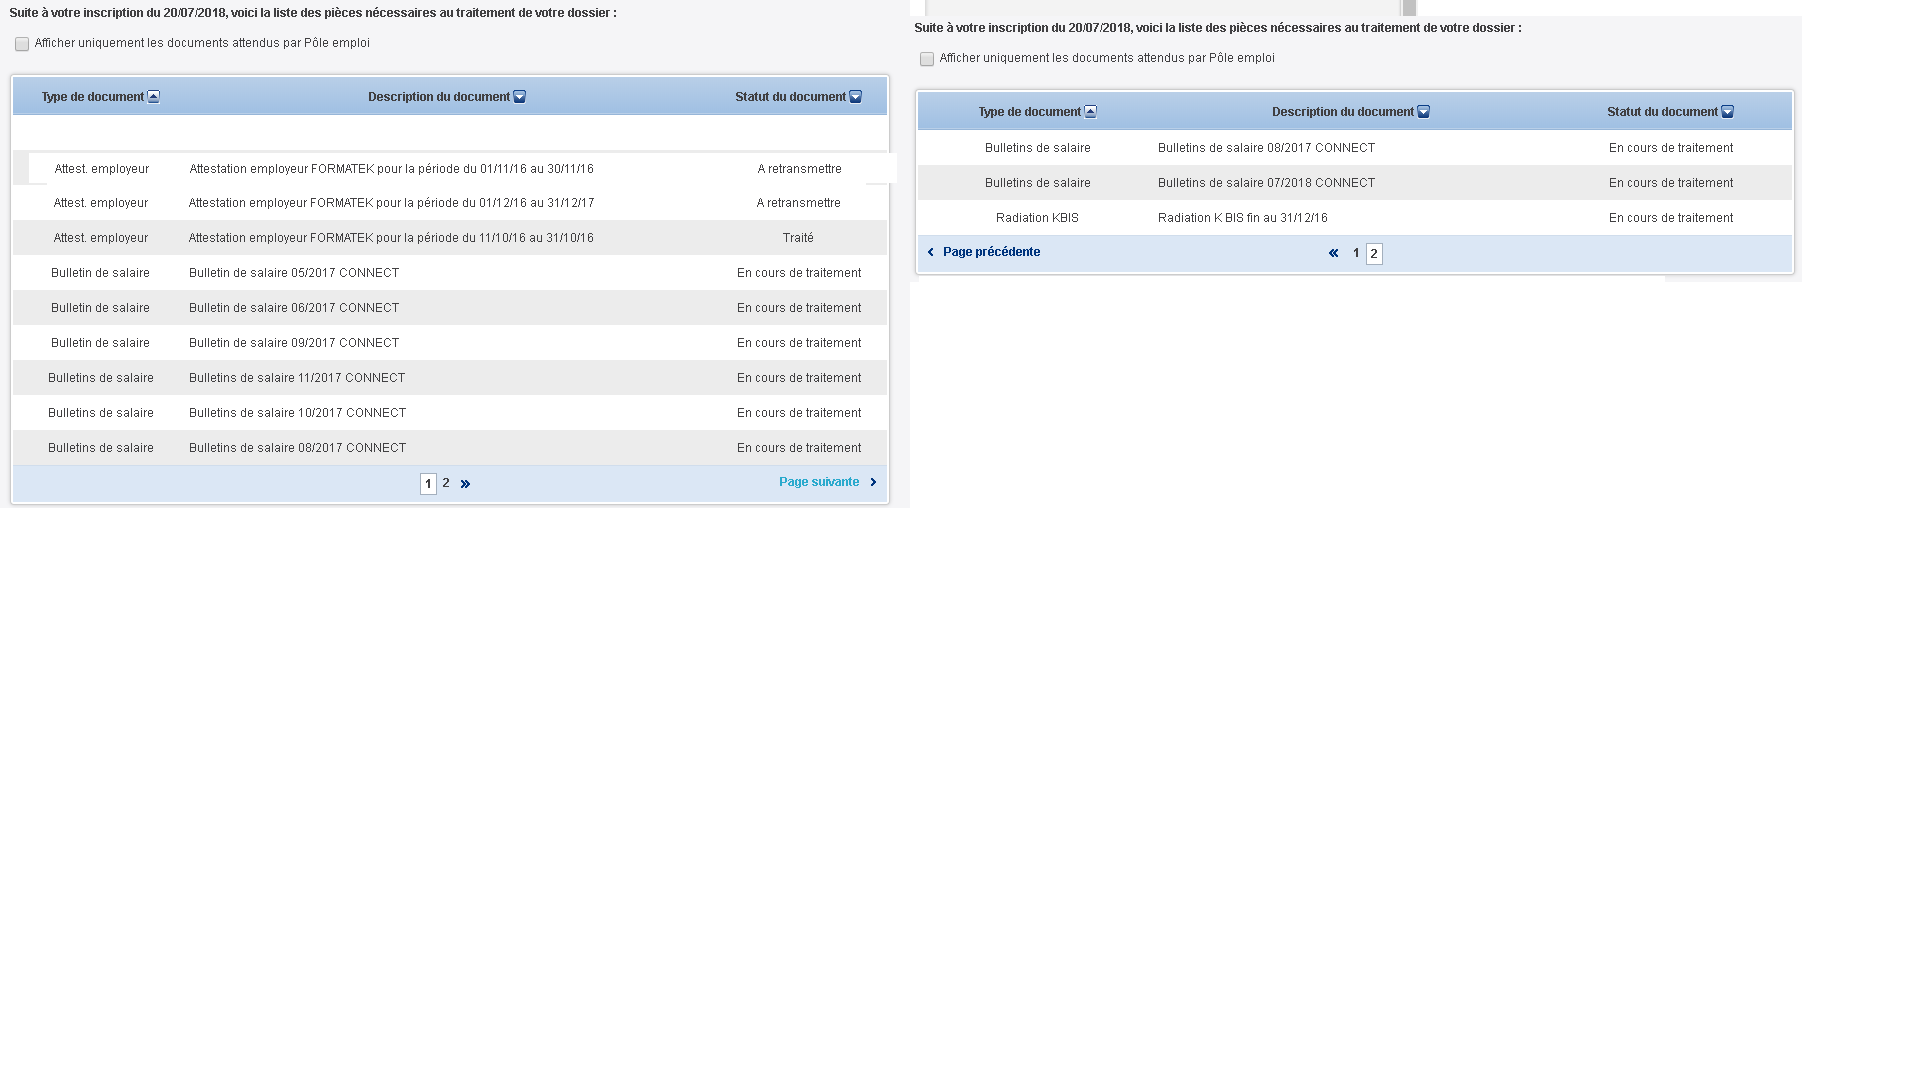 Suite à votre inscription du 20/07/2018, voici la liste des pièces nécessaires au traitement de votre dossier :
Afficher uniquement les documents attendus par Pôle emploi
Type de document Description du document Statut du document
Attest. employeur Attestation employeur FORMATEK pour la période du 01/11/16 au 30/11/16 A retransmettre
Attest. employeur Attestation employeur FORMATEK pour la période du 01/12/16 au 31/12/17 A retransmettre
Attest. employeur Attestation employeur FORMATEK pour la période du 11/10/16 au 31/10/16 Traité
Bulletin de salaire Bulletin de salaire 05/2017 CONNECT En cours de traitement
Bulletin de salaire Bulletin de salaire 06/2017 CONNECT En cours de traitement
Bulletin de salaire Bulletin de salaire 09/2017 CONNECT En cours de traitement
Bulletins de salaire Bulletins de salaire 11/2017 CONNECT En cours de traitement
Bulletins de salaire Bulletins de salaire 10/2017 CONNECT En cours de traitement
Bulletins de salaire Bulletins de salaire 08/2017 CONNECT En cours de traitement
1 2 » Page suivante >
Suite à votre inscription du 20/07/2018, voici la liste des pièces nécessaires au traitement de votre dossier :
Afficher uniquement les documents attendus par Pôle emploi
Type de document Description du document Statut du document
Bulletins de salaire Bulletins de salaire 08/2017 CONNECT En cours de traitement
Bulletins de salaire Bulletins de salaire 07/2018 CONNECT En cours de traitement
Radiation KBIS Radiation K BIS fin au 31/12/16 En cours de traitement
< Page précédente « 1 2